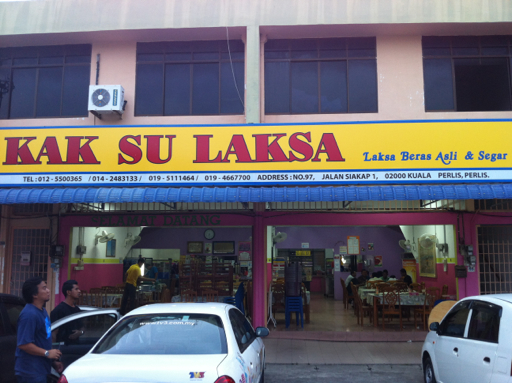 KAK SU LAKSA
Laksa Beras Asli & Segar
TEL : 012-5500365 / 014-2483133 / 019-5111464 / 019-4667700 ADDRESS : NO.97, JALAN SIAKAP 1, 02000 KUALA PERLIS, PERLIS.
DATANG